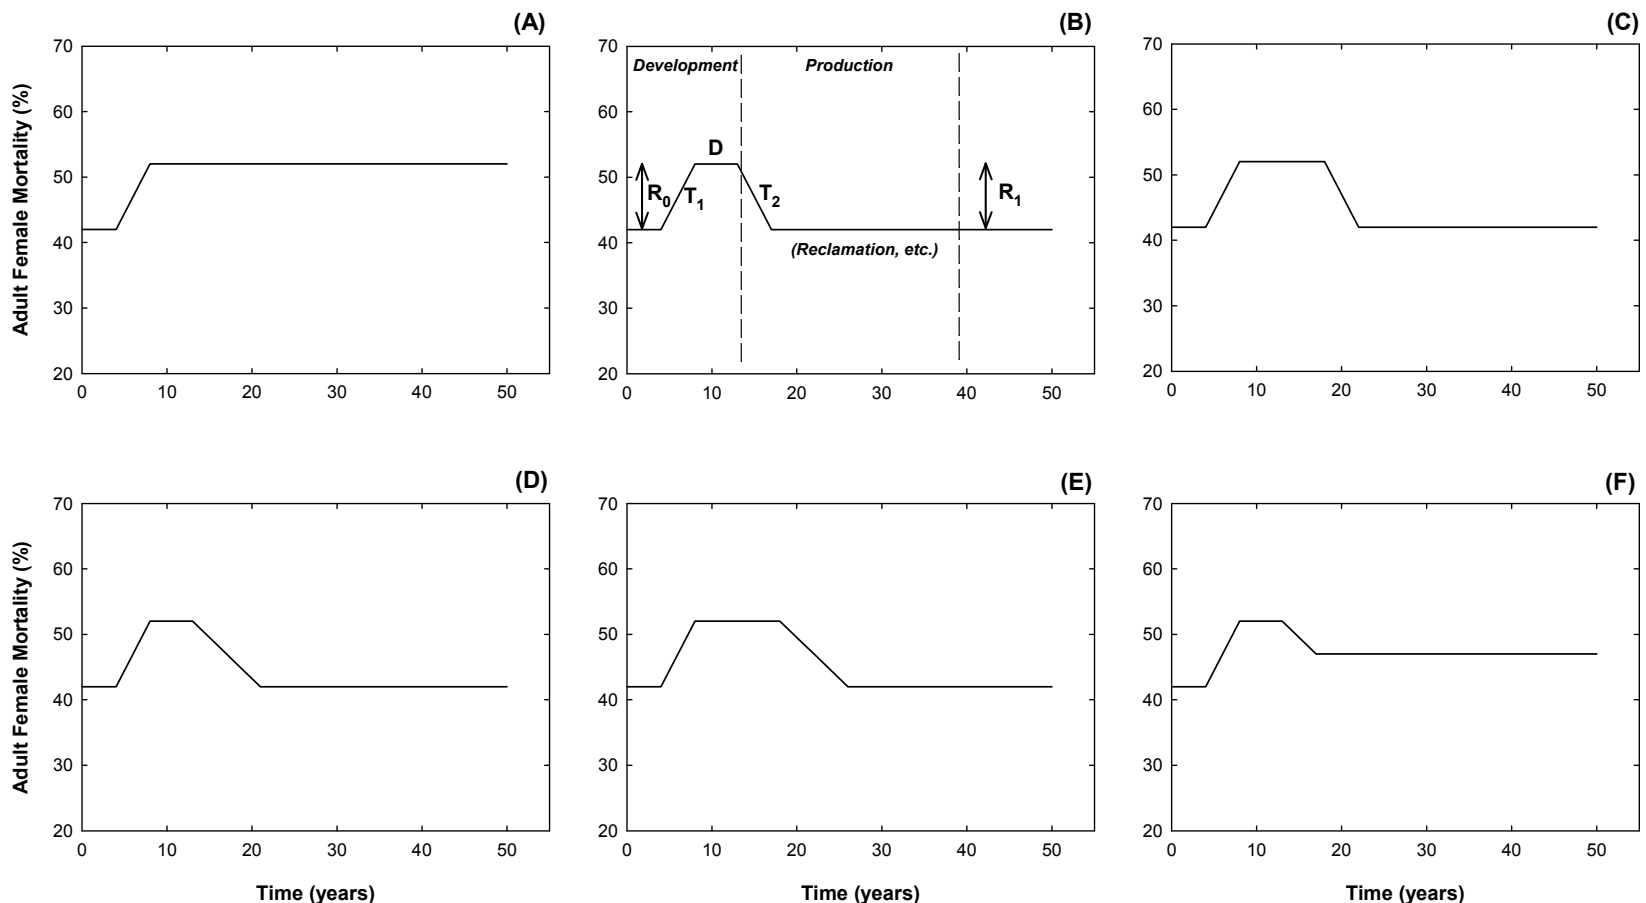 (A)
(B)
(C)
Adult Female Mortality (%)
70
60
50
40
30
20
0 10 20 30 40 50
70
60
50
40
30
20
0 10 20 30 40 50
Development
Production
D
R0
T1
T2
R1
(Reclamation, etc.)
70
60
50
40
30
20
0 10 20 30 40 50
(D)
(E)
(F)
Adult Female Mortality (%)
70
60
50
40
30
20
0 10 20 30 40 50
Time (years)
70
60
50
40
30
20
0 10 20 30 40 50
Time (years)
70
60
50
40
30
20
0 10 20 30 40 50
Time (years)